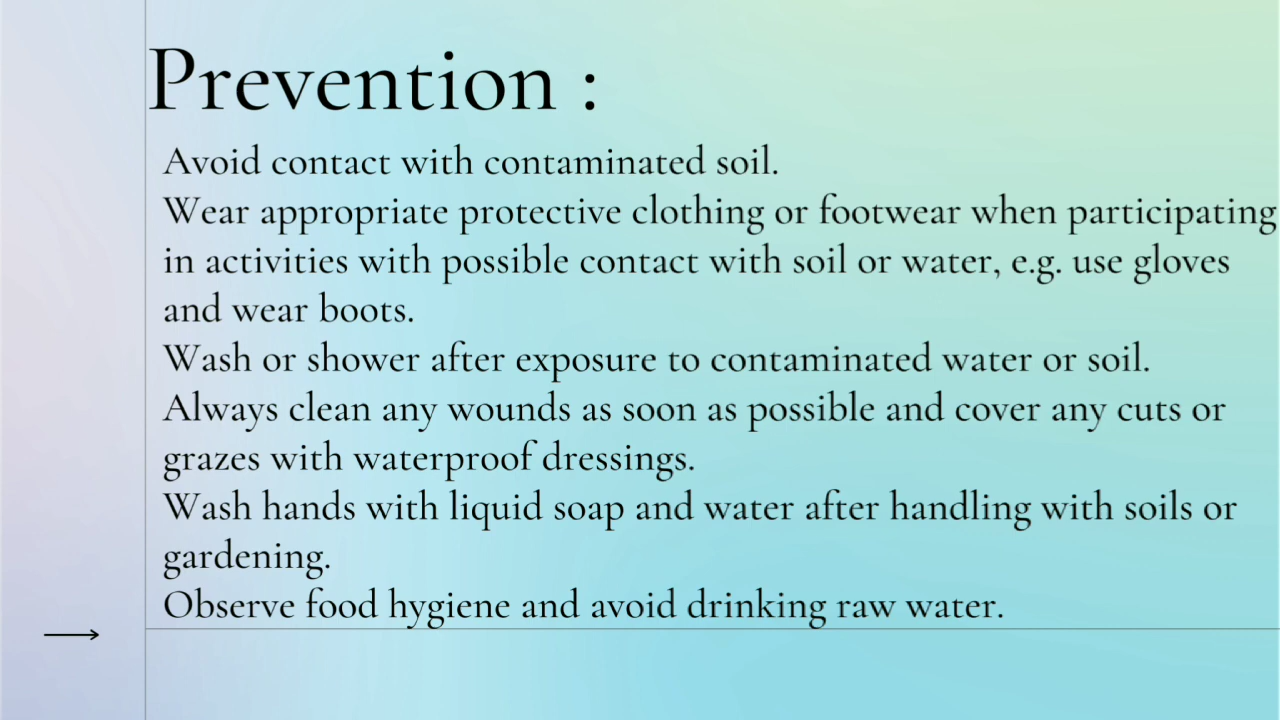 Prevention :
Avoid contact with contaminated soil.
Wear appropriate protective clothing or footwear when participating
in activities with possible contact with soil or water, e.g. use gloves
and wear boots.
Wash or shower after exposure to contaminated water or soil.
Always clean any wounds as soon as possible and cover any cuts or
grazes with waterproof dressings.
Wash hands with liquid soap and water after handling with soils or
gardening.
Observe food hygiene and avoid drinking raw water.